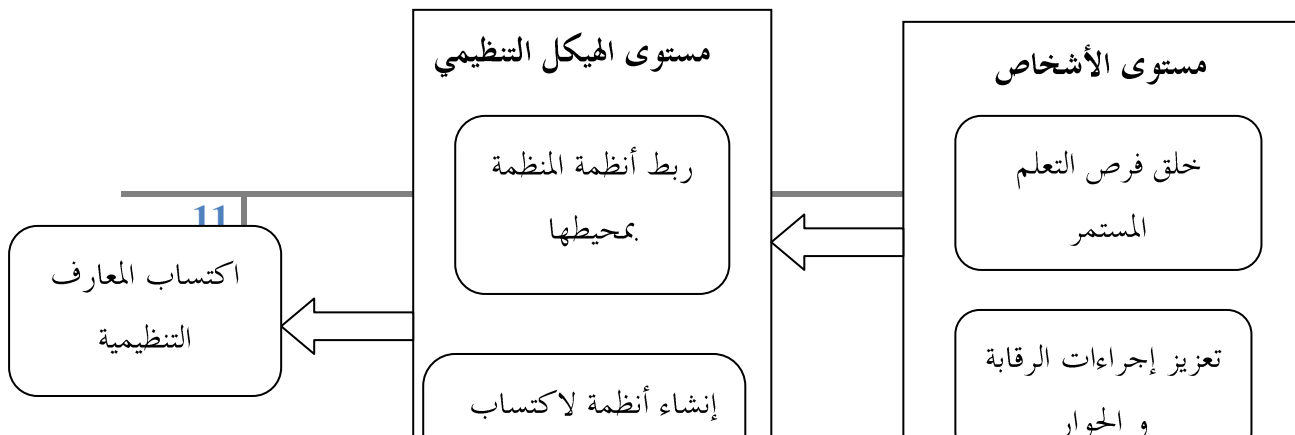 مستوى الأشخاص
خلق فرص التعلم
المستمر
تعزيز إجراءات الرقابة
و الحوار
مستوى الهيكل التنظيمي
ربط أنظمة المنظمة
بمحيطها
إنشاء أنظمة لاكتساب
11
اكتساب المعارف
التنظيمية